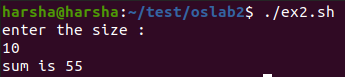 harsha@harsha:~/test/oslab2$ ./ex2.sh
enter the size :
10
sum is 55